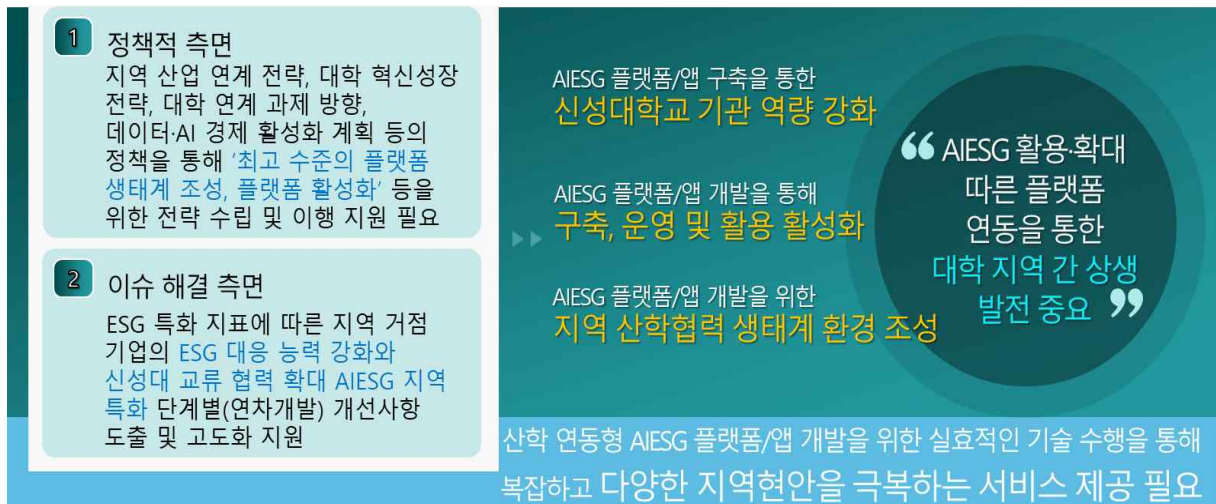 1 정책적 측면
지역 산업 연계 전략, 대학 혁신성장
전략, 대학 연계 과제 방향,
데이터·AI 경제 활성화 계획 등의
정책을 통해 ‘최고 수준의 플랫폼
생태계 조성, 플랫폼 활성화’ 등을
위한 전략 수립 및 이행 지원 필요
2 이슈 해결 측면
ESG 특화 지표에 따른 지역 거점
기업의 ESG 대응 능력 강화와
신성대 교류 협력 확대 AIESG 지역
특화 단계별(연차개발) 개선사항
도출 및 고도화 지원
AIESG 플랫폼/앱 구축을 통한
신성대학교 기관 역량 강화
AIESG 플랫폼/앱 개발을 통해
구축, 운영 및 활용 활성화
AIESG 플랫폼/앱 개발을 위한
지역 산학협력 생태계 환경 조성
“ AIESG 활용·확대
따른 플랫폼
연동을 통한
대학 지역 간 상생
발전 중요 ”
산학 연동형 AIESG 플랫폼/앱 개발을 위한 실효적인 기술 수행을 통해
복잡하고 다양한 지역현안을 극복하는 서비스 제공 필요